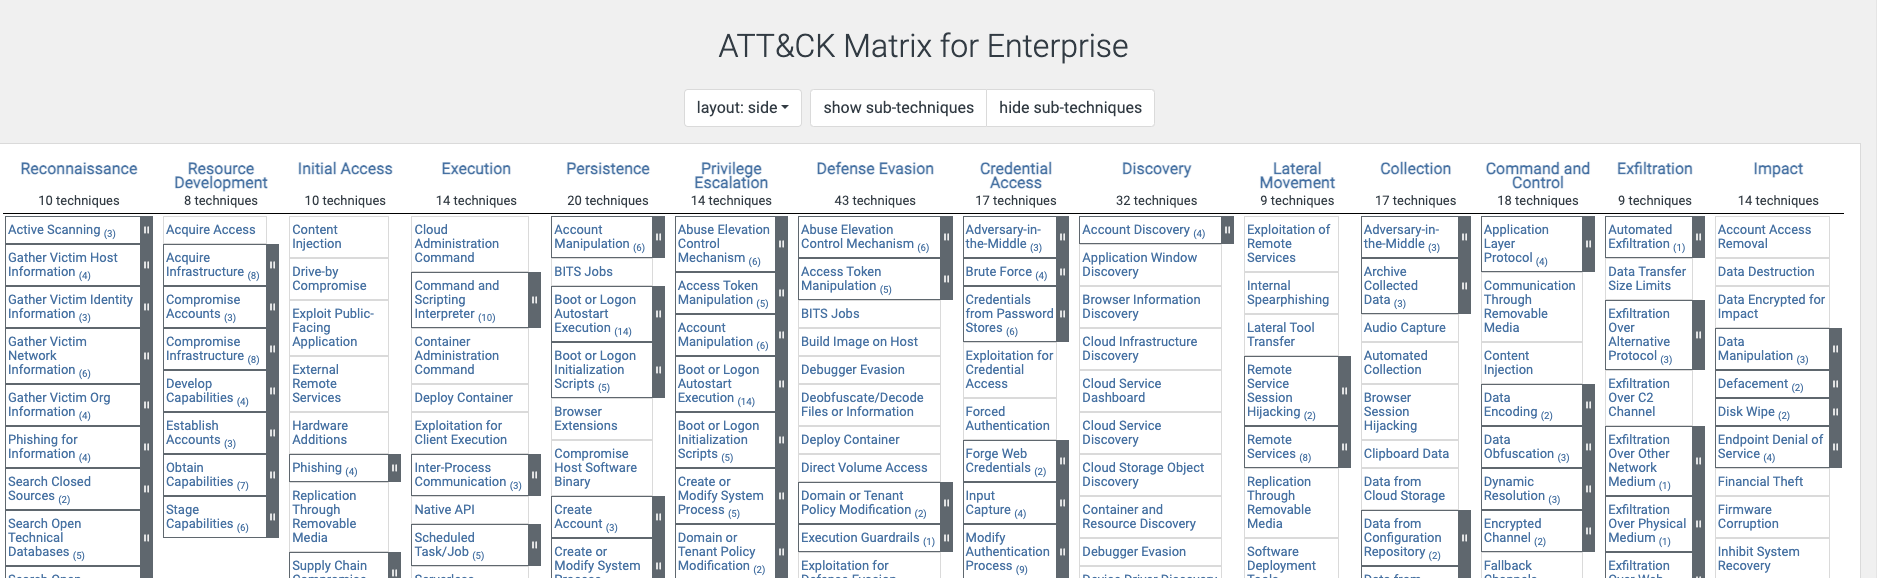 ATT&CK Matrix for Enterprise
layout: side
show sub-techniques
hide sub-techniques
Reconnaissance
10 techniques
Active Scanning (3)
Gather Victim Host
Information (4)
Gather Victim Identity
Information (3)
Gather Victim
Network
Information (6)
Gather Victim Org
Information (4)
Phishing for
Information (4)
Search Closed
Sources (2)
Search Open
Technical
Databases (5)
Search Open
Resource
Development
8 techniques
Acquire Access
Acquire
Infrastructure (8)
Compromise
Accounts (3)
Compromise
Infrastructure (8)
Develop
Capabilities (4)
Establish
Accounts (3)
Obtain
Capabilities (7)
Stage
Capabilities (6)
Initial Access
10 techniques
Content
Injection
Drive-by
Compromise
Exploit Public-
Facing
Application
External
Remote
Services
Hardware
Additions
Phishing (4)
Replication
Through
Removable
Media
Supply Chain
Compromise
Execution
14 techniques
Cloud
Administration
Command
Command and
Scripting
Interpreter (10)
Container
Administration
Command
Deploy Container
Exploitation for
Client Execution
Inter-Process
Communication (3)
Native API
Scheduled
Task/Job (5)
Serverless
Persistence
20 techniques
Account
Manipulation (6)
BITS Jobs
Boot or Logon
Autostart
Execution (14)
Boot or Logon
Initialization
Scripts (5)
Browser
Extensions
Compromise
Host Software
Binary
Create
Account (3)
Create or
Modify System
Process
Privilege
Escalation
14 techniques
Abuse Elevation
Control
Mechanism (6)
Access Token
Manipulation (5)
Account
Manipulation (6)
Boot or Logon
Autostart
Execution (14)
Boot or Logon
Initialization
Scripts (5)
Create or
Modify System
Process (5)
Domain or
Tenant Policy
Modification (2)
Defense Evasion
43 techniques
Abuse Elevation
Control Mechanism (6)
Access Token
Manipulation (5)
BITS Jobs
Build Image on Host
Debugger Evasion
Deobfuscate/Decode
Files or Information
Deploy Container
Direct Volume Access
Domain or Tenant
Policy Modification (2)
Execution Guardrails (1)
Exploitation for
Defense Evasion
Credential
Access
17 techniques
Adversary-in-
the-Middle (3)
Brute Force (4)
Credentials
from Password
Stores (6)
Exploitation for
Credential
Access
Forced
Authentication
Forge Web
Credentials (2)
Input
Capture (4)
Modify
Authentication
Process (9)
Discovery
32 techniques
Account Discovery (4)
Application Window
Discovery
Browser Information
Discovery
Cloud Infrastructure
Discovery
Cloud Service
Dashboard
Cloud Service
Discovery
Cloud Storage Object
Discovery
Container and
Resource Discovery
Debugger Evasion
Device Driver Discovery
Lateral
Movement
9 techniques
Exploitation of
Remote
Services
Internal
Spearphishing
Lateral Tool
Transfer
Remote
Service
Session
Hijacking (2)
Remote
Services (8)
Replication
Through
Removable
Media
Software
Deployment
Tools
Collection
17 techniques
Adversary-in-
the-Middle (3)
Archive
Collected
Data (3)
Audio Capture
Automated
Collection
Browser
Session
Hijacking
Clipboard Data
Data from
Cloud Storage
Data from
Configuration
Repository (2)
Data from
Command and
Control
18 techniques
Application
Layer
Protocol (4)
Communication
Through
Removable
Media
Content
Injection
Data
Encoding (2)
Data
Obfuscation (3)
Dynamic
Resolution (3)
Encrypted
Channel (2)
Fallback
Channels
Exfiltration
9 techniques
Automated
Exfiltration (1)
Data Transfer
Size Limits
Exfiltration
Over
Alternative
Protocol (3)
Exfiltration
Over C2
Channel
Exfiltration
Over Other
Network
Medium (1)
Exfiltration
Over Physical
Medium (1)
Exfiltration
Over Web
Impact
14 techniques
Account Access
Removal
Data Destruction
Data Encrypted for
Impact
Data
Manipulation (3)
Defacement (2)
Disk Wipe (2)
Endpoint Denial of
Service (4)
Financial Theft
Firmware
Corruption
Inhibit System
Recovery